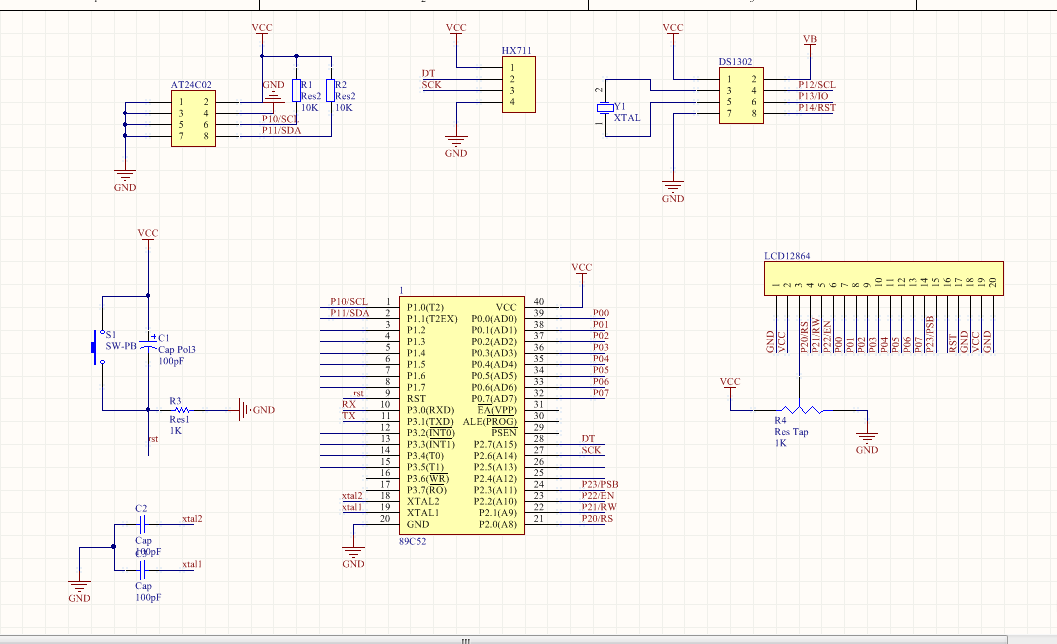 VCC
AT24C02
1 2
3 4
5 6
7 8
GND
P10/SCL
P11/SDA
R1
Res2
10K
R2
Res2
10K
GND
VCC
HX711
DT
SCK
1
2
3
4
GND
VCC
DS1302
1 2
3 4
5 6
7 8
VB
P12/SCL
P13/IO
P14/RST
2
Y1
XTAL
1
GND
VCC
S1
SW-PB
C1
Cap Pol3
100pF
R3
Res1
1K
GND
rst
C2
Cap
100pF
xtal2
Cap
100pF
xtal1
GND
1
VCC
P10/SCL 1 P1.0(T2) VCC 40
P11/SDA 2 P1.1(T2EX) P0.0(AD0) 39 P00
3 P1.2 P0.1(AD1) 38 P01
4 P1.3 P0.2(AD2) 37 P02
5 P1.4 P0.3(AD3) 36 P03
6 P1.5 P0.4(AD4) 35 P04
7 P1.6 P0.5(AD5) 34 P05
8 P1.7 P0.6(AD6) 33 P06
rst 9 RST P0.7(AD7) 32 P07
RX 10 P3.0(RXD) EA(VPP) 31
TX 11 P3.1(TXD) ALE(PROG) 30
12 P3.2(INT0) PSEN 29
13 P3.3(INT1) P2.7(A15) 28 DT
14 P3.4(T0) P2.6(A14) 27 SCK
15 P3.5(T1) P2.5(A13) 26
16 P3.6(WR) P2.4(A12) 25
17 P3.7(RO) P2.3(A11) 24 P23/PSB
xtal2 18 XTAL2 P2.2(A10) 23 P22/EN
xtal1 19 XTAL1 P2.1(A9) 22 P21/RW
20 GND P2.0(A8) 21 P20/RS
89C52
GND
LCD12864
1 2 3 4 5 6 7 8 9 10 11 12 13 14 15 16 17 18 19 20
GND VCC P20/RS P21/RW P22/EN P00 P01 P02 P03 P04 P05 P06 P07 P23/PSB RST GND VCC GND
VCC
R4
Res Tap
1K
GND